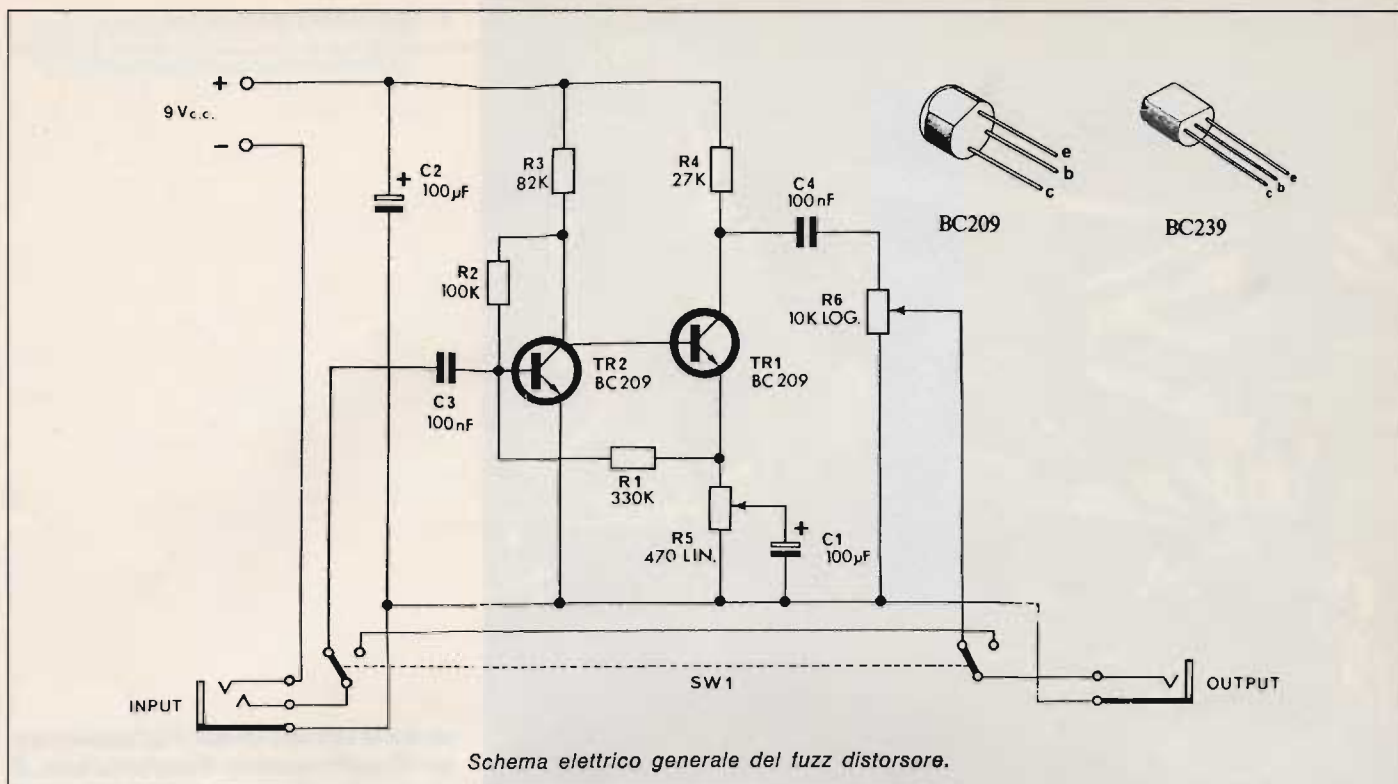 +
9 V c.c.
-
C2
+
100µF
R3
82K
R4
27K
C4
100nF
e
b
c
BC209
c
b
e
BC239
R2
100K
R6
10K LOG.
TR2
BC209
TR1
BC209
C3
100nF
R1
330K
R5
470 LIN.
+
C1
100µF
SW1
INPUT
OUTPUT
Schema elettrico generale del fuzz distorsore.